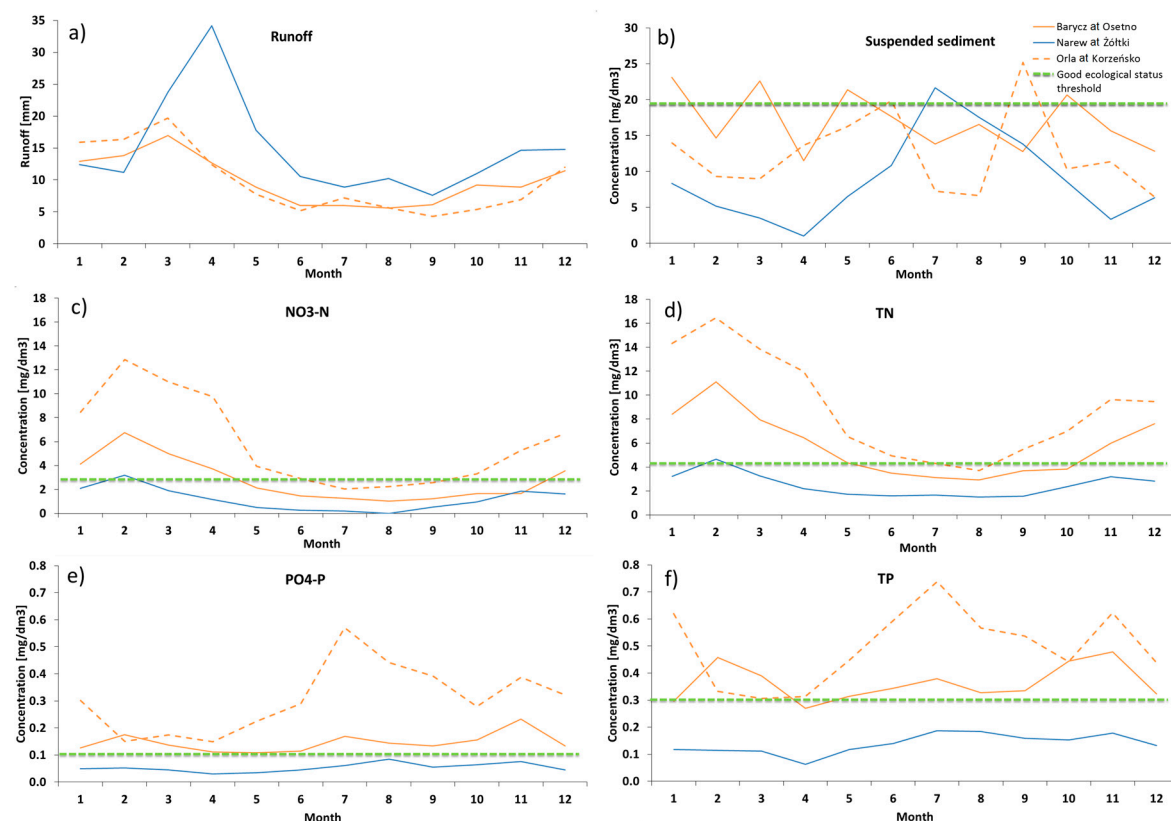 a)
Runoff
Runoff [mm]
35
30
25
20
15
10
5
0
1 2 3 4 5 6 7 8 9 10 11 12
Month
b)
Suspended sediment
Barycz at Osetno
Narew at Żółtki
Orla at Korzeńsko
Good ecological status
threshold
Concentration [mg/dm3]
30
25
20
15
10
5
0
1 2 3 4 5 6 7 8 9 10 11 12
Month
c)
NO3-N
Concentration [mg/dm3]
18
16
14
12
10
8
6
4
2
0
1 2 3 4 5 6 7 8 9 10 11 12
Month
d)
TN
Concentration [mg/dm3]
18
16
14
12
10
8
6
4
2
0
1 2 3 4 5 6 7 8 9 10 11 12
Month
e)
PO4-P
Concentration [mg/dm3]
0.8
0.7
0.6
0.5
0.4
0.3
0.2
0.1
0.0
1 2 3 4 5 6 7 8 9 10 11 12
Month
f)
TP
Concentration [mg/dm3]
0.8
0.7
0.6
0.5
0.4
0.3
0.2
0.1
0.0
1 2 3 4 5 6 7 8 9 10 11 12
Month